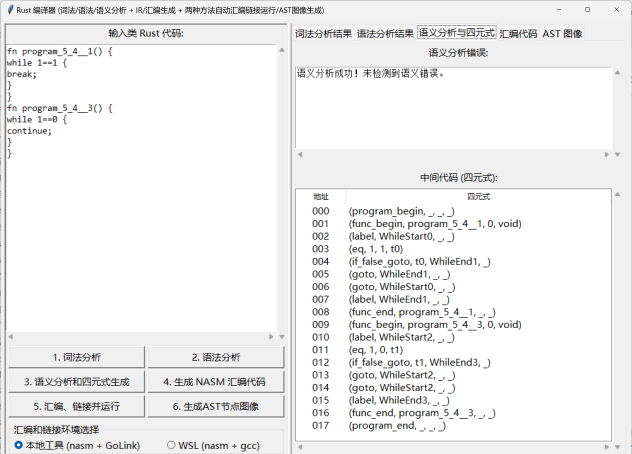 Rust 编译器 (词法/语法/语义分析 + IR/汇编生成 + 两种方法自动汇编链接运行/AST图像生成)
输入类 Rust 代码:
fn program_5_4__1() {
while 1==1 {
break;
}
}
fn program_5_4__3() {
while 1==0 {
continue;
}
}
1. 词法分析
2. 语法分析
3. 语义分析和四元式生成
4. 生成 NASM 汇编代码
5. 汇编、链接并运行
6. 生成AST节点图像
汇编和链接环境选择
本地工具 (nasm + GoLink)
WSL (nasm + gcc)
词法分析结果 语法分析结果 语义分析与四元式 汇编代码 AST 图像
语义分析错误:
语义分析成功！未检测到语义错误。
中间代码 (四元式):
地址 四元式
000 (program_begin, _, _, _)
001 (func_begin, program_5_4__1, 0, void)
002 (label, WhileStart0, _, _)
003 (eq, 1, 1, t0)
004 (if_false_goto, t0, WhileEnd1, _)
005 (goto, WhileEnd1, _, _)
006 (goto, WhileStart0, _, _)
007 (label, WhileEnd1, _, _)
008 (func_end, program_5_4__1, _, _)
009 (func_begin, program_5_4__3, 0, void)
010 (label, WhileStart2, _, _)
011 (eq, 1, 0, t1)
012 (if_false_goto, t1, WhileEnd3, _)
013 (goto, WhileStart2, _, _)
014 (goto, WhileStart2, _, _)
015 (label, WhileEnd3, _, _)
016 (func_end, program_5_4__3, _, _)
017 (program_end, _, _, _)